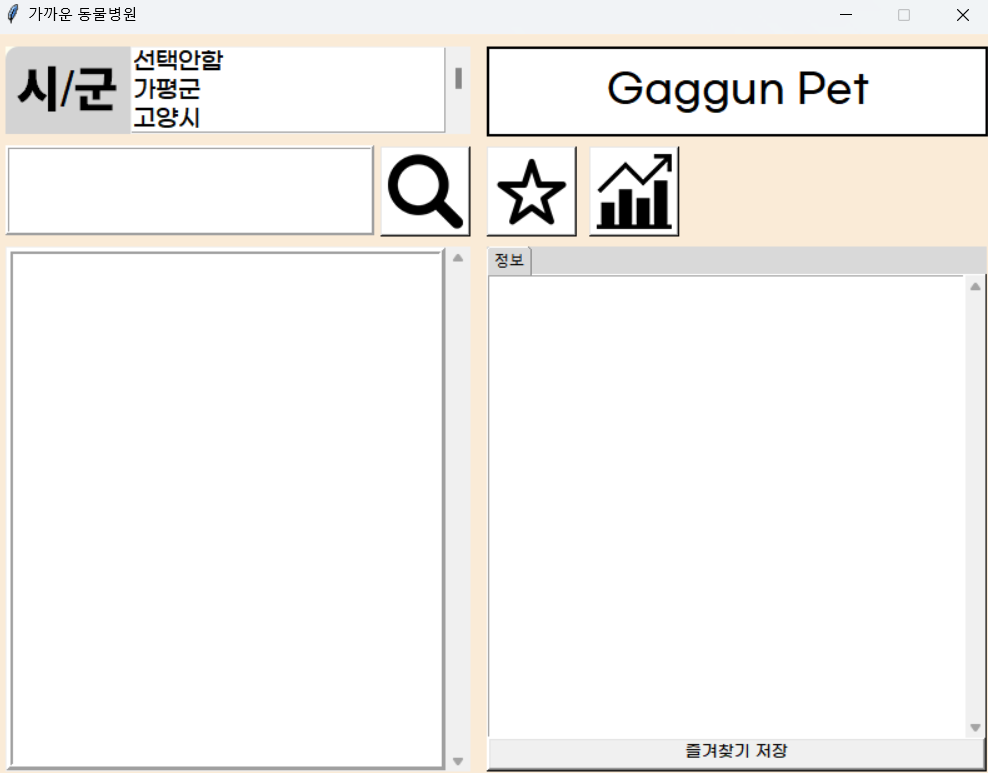 가까운 동물병원
시/군
선택안함
가평군
고양시
Gaggun Pet
정보
즐겨찾기 저장